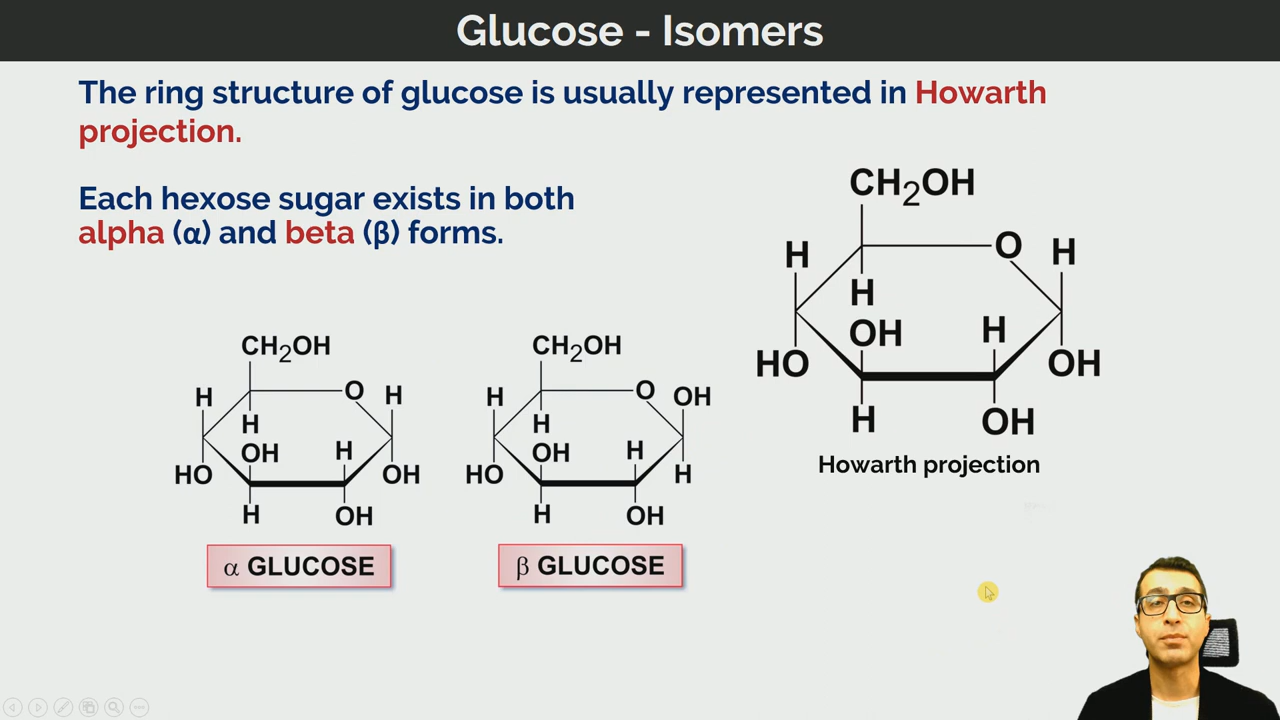 Glucose - Isomers
The ring structure of glucose is usually represented in Howarth
projection.
Each hexose sugar exists in both
alpha (α) and beta (β) forms.
CH2OH
H
O
H
H
OH
H
HO
OH
H
OH
Howarth projection
CH2OH
H
O
H
H
OH
H
HO
OH
H
OH
α GLUCOSE
CH2OH
H
O
OH
H
OH
H
HO
H
H
OH
β GLUCOSE